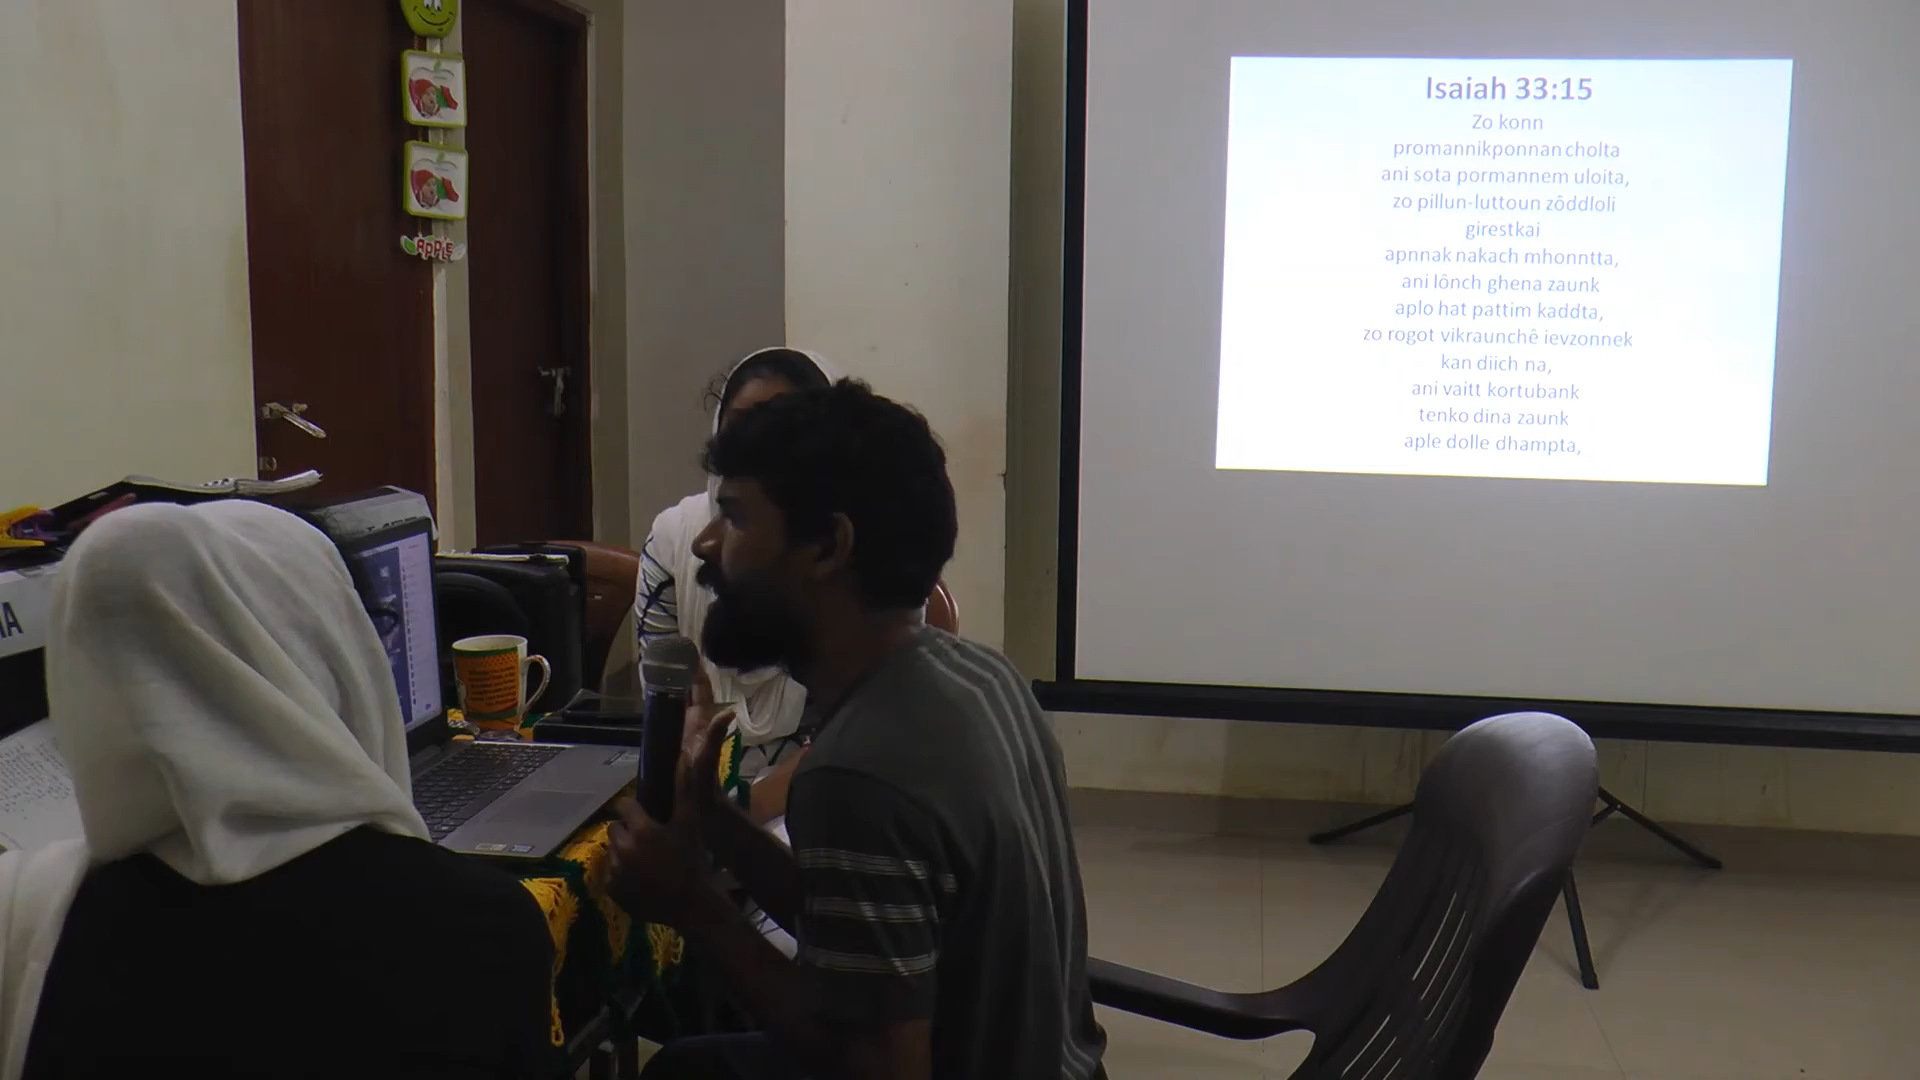 Isaiah 33:15
Zo konn
promannikponnan cholta
ani sota pormannem uloita,
zo pillun-luttoun zôddloli
girestkai
apnnak nakach mhonntta,
ani lônch ghena zaunk
aplo hat pattim kaddta,
zo rogot vikraunchê ievzonnek
kan diich na,
ani vaitt kortubank
tenko dina zaunk
aple dolle dhampta,
APPLE